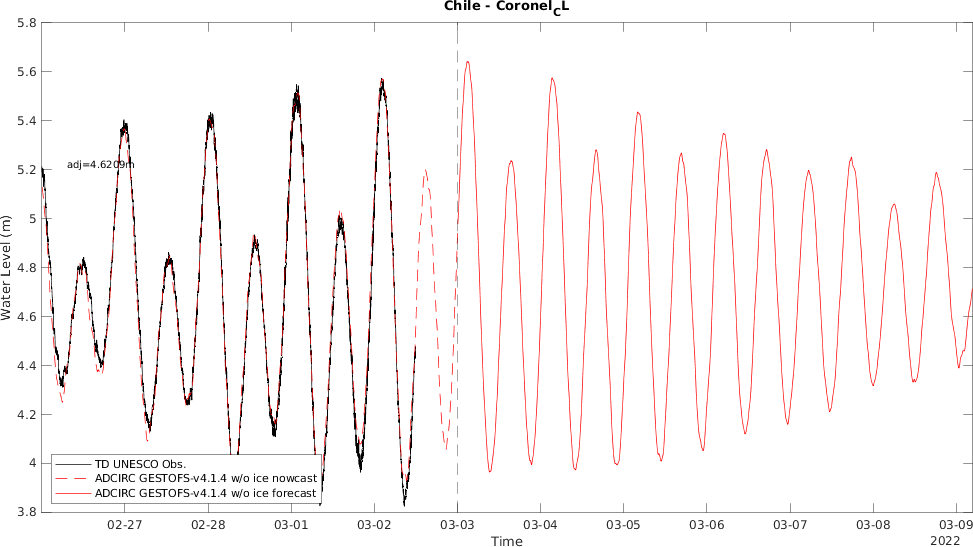 Chile - Coronel_CL
5.8
5.6
5.4
5.2
5
4.8
4.6
4.4
4.2
4
3.8
Water Level (m)
adj=4.6209m
TD UNESCO Obs.
ADCIRC GESTOFS-v4.1.4 w/o ice nowcast
ADCIRC GESTOFS-v4.1.4 w/o ice forecast
02-27 02-28 03-01 03-02 03-03 03-04 03-05 03-06 03-07 03-08 03-09
Time
2022